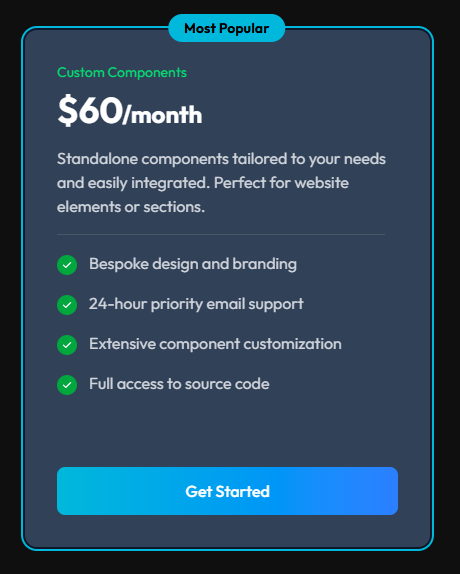 Most Popular
Custom Components
$60/month
Standalone components tailored to your needs
and easily integrated. Perfect for website
elements or sections.
Bespoke design and branding
24-hour priority email support
Extensive component customization
Full access to source code
Get Started